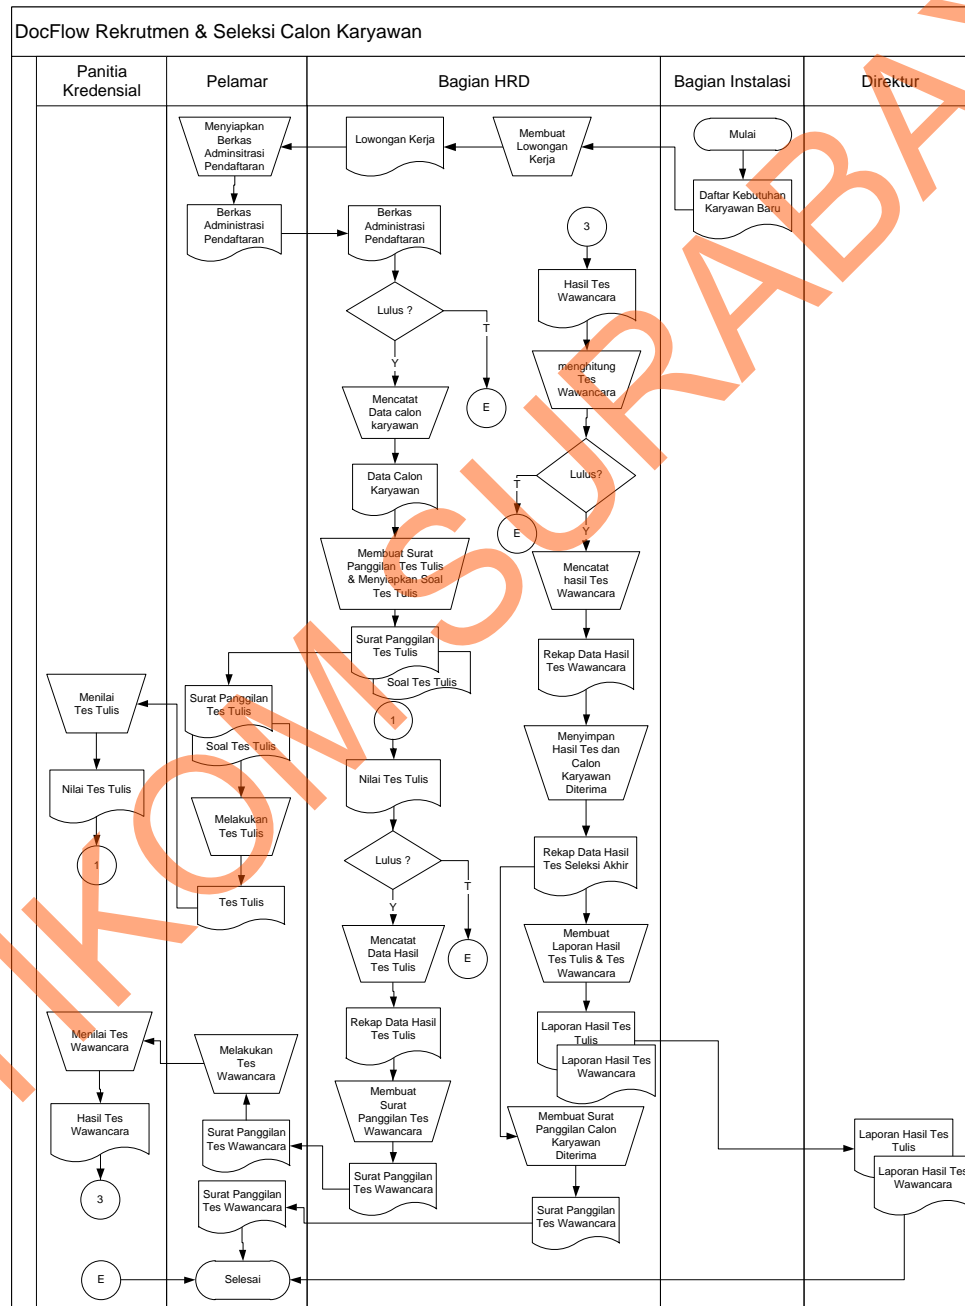 DocFlow Rekrutmen & Seleksi Calon Karyawan
Panitia
Kredensial
Pelamar
Bagian HRD
Bagian Instalasi
Direktur
Menyiapkan
Berkas
Adminsitrasi
Pendaftaran
Lowongan Kerja
Membuat
Lowongan
Kerja
Mulai
Daftar Kebutuhan
Karyawan Baru
Berkas
Administrasi
Pendaftaran
Berkas
Administrasi
Pendaftaran
3
Hasil Tes
Wawancara
Lulus ?
T
Y
E
menghitung
Tes
Wawancara
Mencatat
Data calon
karyawan
Lulus?
T
Y
E
Data Calon
Karyawan
Membuat Surat
Panggilan Tes Tulis
& Menyiapkan Soal
Tes Tulis
Mencatat
hasil Tes
Wawancara
Surat Panggilan
Tes Tulis
Soal Tes Tulis
Rekap Data Hasil
Tes Wawancara
Menilai
Tes Tulis
Surat Panggilan
Tes Tulis
Soal Tes Tulis
1
Menyimpan
Hasil Tes dan
Calon
Karyawan
Diterima
Nilai Tes Tulis
Nilai Tes Tulis
Melakukan
Tes Tulis
1
Lulus ?
T
Y
E
Rekap Data Hasil
Tes Seleksi Akhir
Tes Tulis
Mencatat
Data Hasil
Tes Tulis
Membuat
Laporan Hasil
Tes Tulis & Tes
Wawancara
Rekap Data Hasil
Tes Tulis
Laporan Hasil Tes
Tulis
Laporan Hasil Tes
Wawancara
Menilai Tes
Wawancara
Melakukan
Tes
Wawancara
Membuat
Surat
Panggilan Tes
Wawancara
Hasil Tes
Wawancara
Surat Panggilan
Tes Wawancara
Membuat Surat
Panggilan Calon
Karyawan
Diterima
Laporan Hasil Tes
Tulis
Laporan Hasil Tes
Wawancara
Surat Panggilan
Tes Wawancara
3
Surat Panggilan
Tes Wawancara
Surat Panggilan
Tes Wawancara
E
Selesai
IKOM SURABAYA